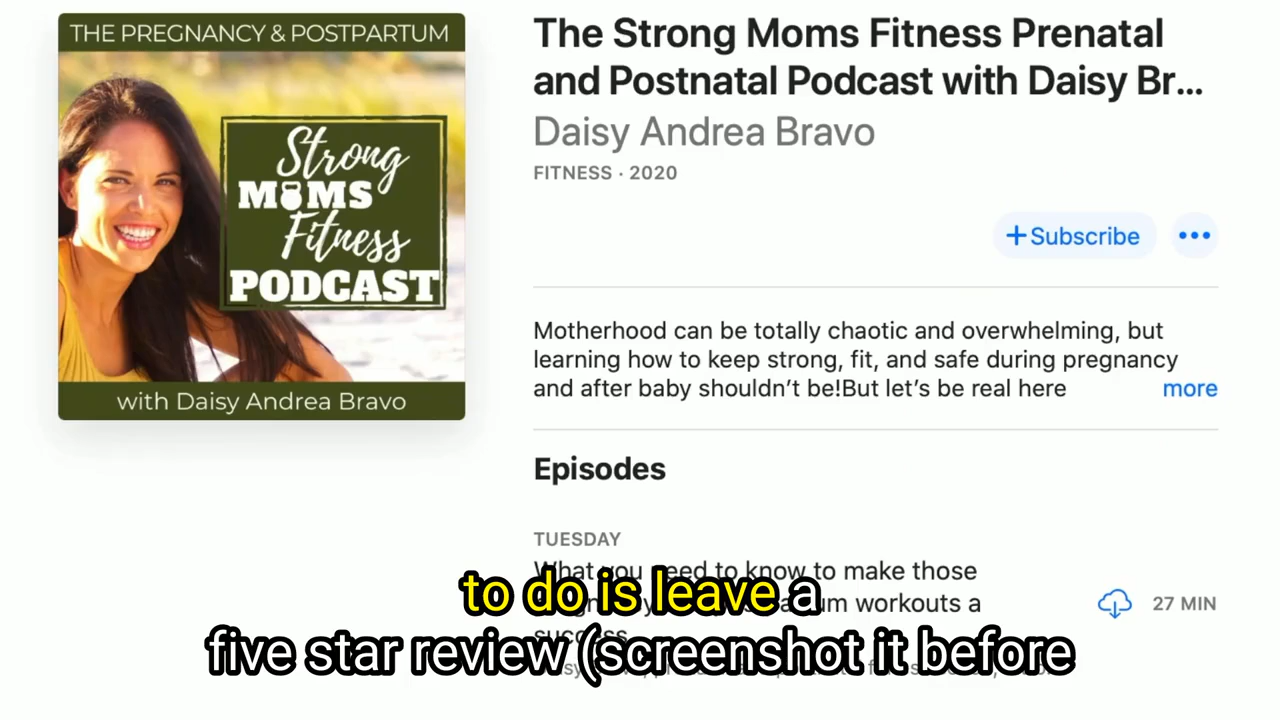 THE PREGNANCY & POSTPARTUM
Strong
MOMS
Fitness
PODCAST
with Daisy Andrea Bravo
The Strong Moms Fitness Prenatal
and Postnatal Podcast with Daisy Br...
Daisy Andrea Bravo
FITNESS · 2020
+Subscribe
Motherhood can be totally chaotic and overwhelming, but
learning how to keep strong, fit, and safe during pregnancy
and after baby shouldn't be!But let's be real here more
Episodes
TUESDAY
What you need to know to make those
workouts a
success
27 MIN
to do is leave a
five star review (screenshot it before